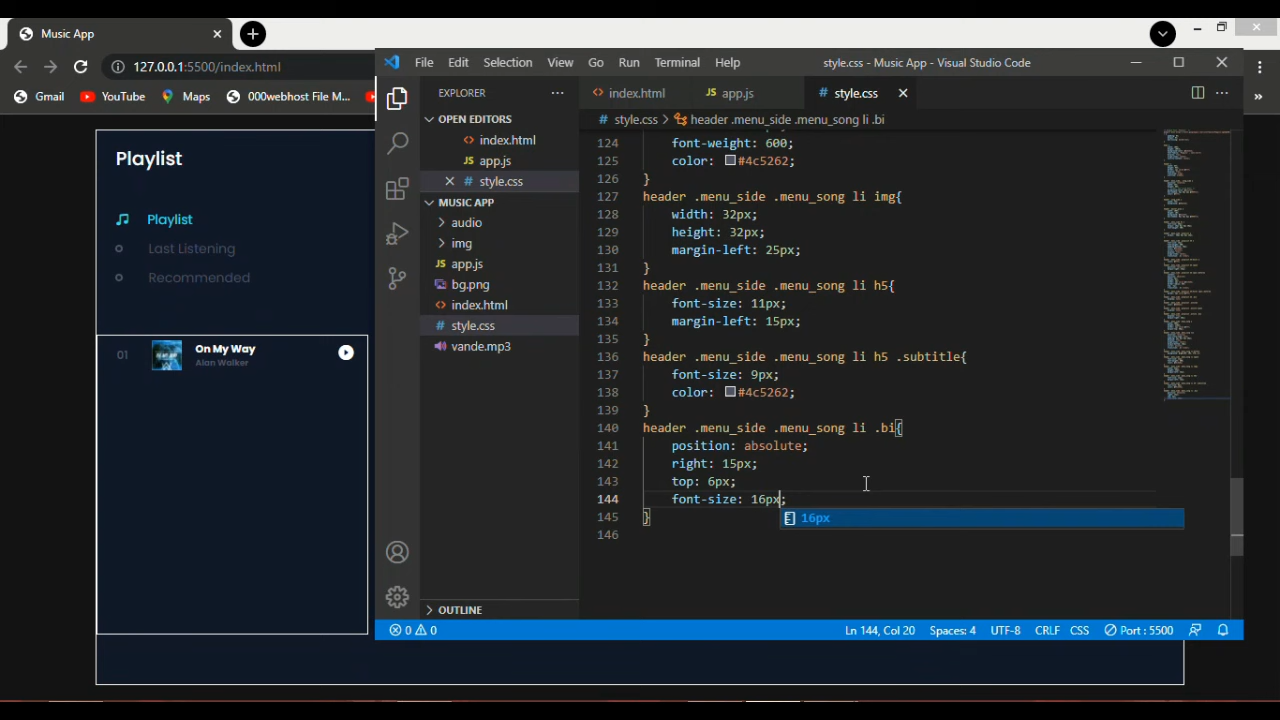 Music App
127.0.0.1:5500/index.html
Gmail
YouTube
Maps
000webhost File M...
»
Playlist
Playlist
Last Listening
Recommended
01
On My Way
Alan Walker
File Edit Selection View Go Run Terminal Help
style.css - Music App - Visual Studio Code
EXPLORER
OPEN EDITORS
index.html
app.js
# style.css
MUSIC APP
audio
img
app.js
bg.png
index.html
# style.css
vande.mp3
OUTLINE
index.html
JS app.js
# style.css
# style.css > header .menu_side .menu_song li .bi
124 font-weight: 600;
125 color: #4c5262;
126 }
127 header .menu_side .menu_song li img{
128 width: 32px;
129 height: 32px;
130 margin-left: 25px;
131 }
132 header .menu_side .menu_song li h5{
133 font-size: 11px;
134 margin-left: 15px;
135 }
136 header .menu_side .menu_song li h5 .subtitle{
137 font-size: 9px;
138 color: #4c5262;
139 }
140 header .menu_side .menu_song li .bi{
141 position: absolute;
142 right: 15px;
143 top: 6px;
144 font-size: 16px;
16px
145 }
146
0 0
Ln 144, Col 20
Spaces: 4
UTF-8
CRLF
CSS
Port : 5500